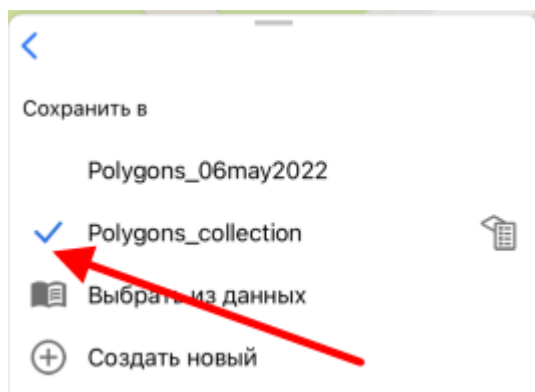 Сохранить в
Polygons_06may2022
Polygons_collection
Выбрать из данных
Создать новый